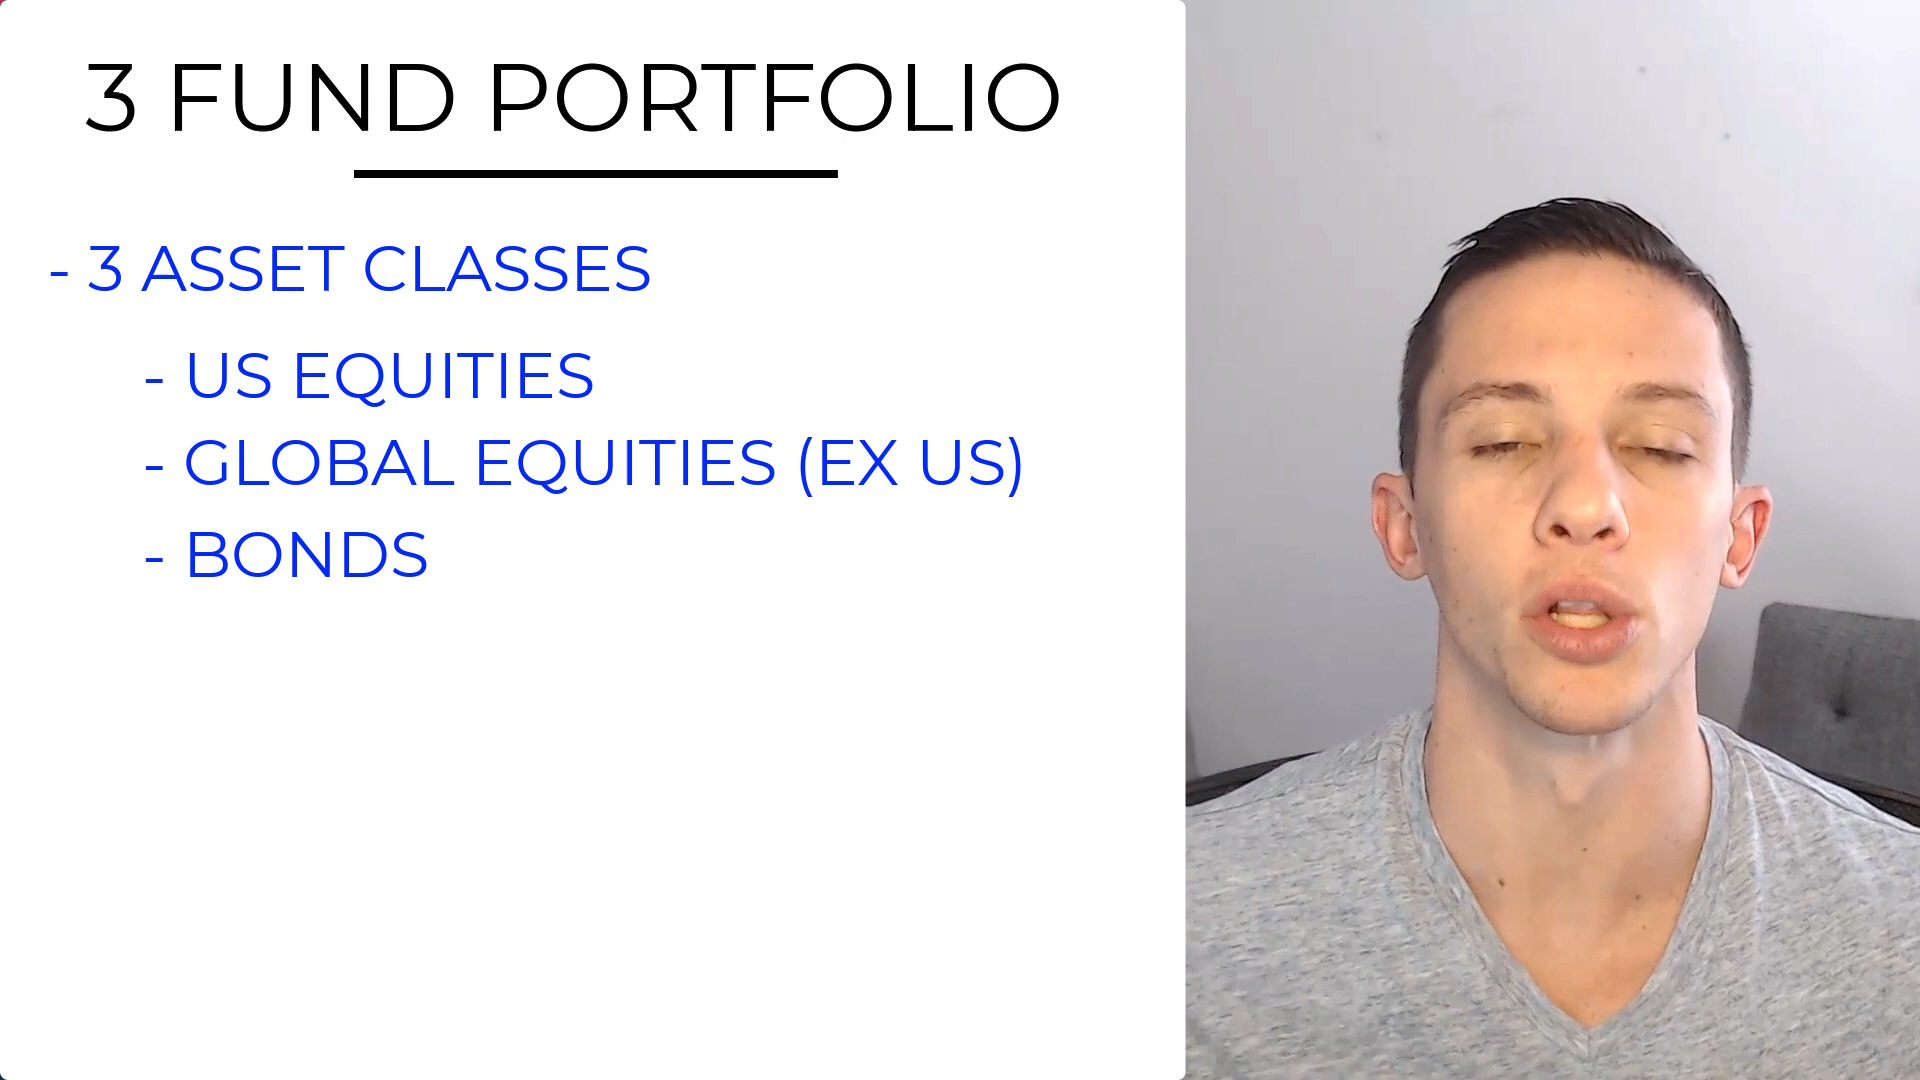 3 FUND PORTFOLIO
- 3 ASSET CLASSES
- US EQUITIES
- GLOBAL EQUITIES (EX US)
- BONDS